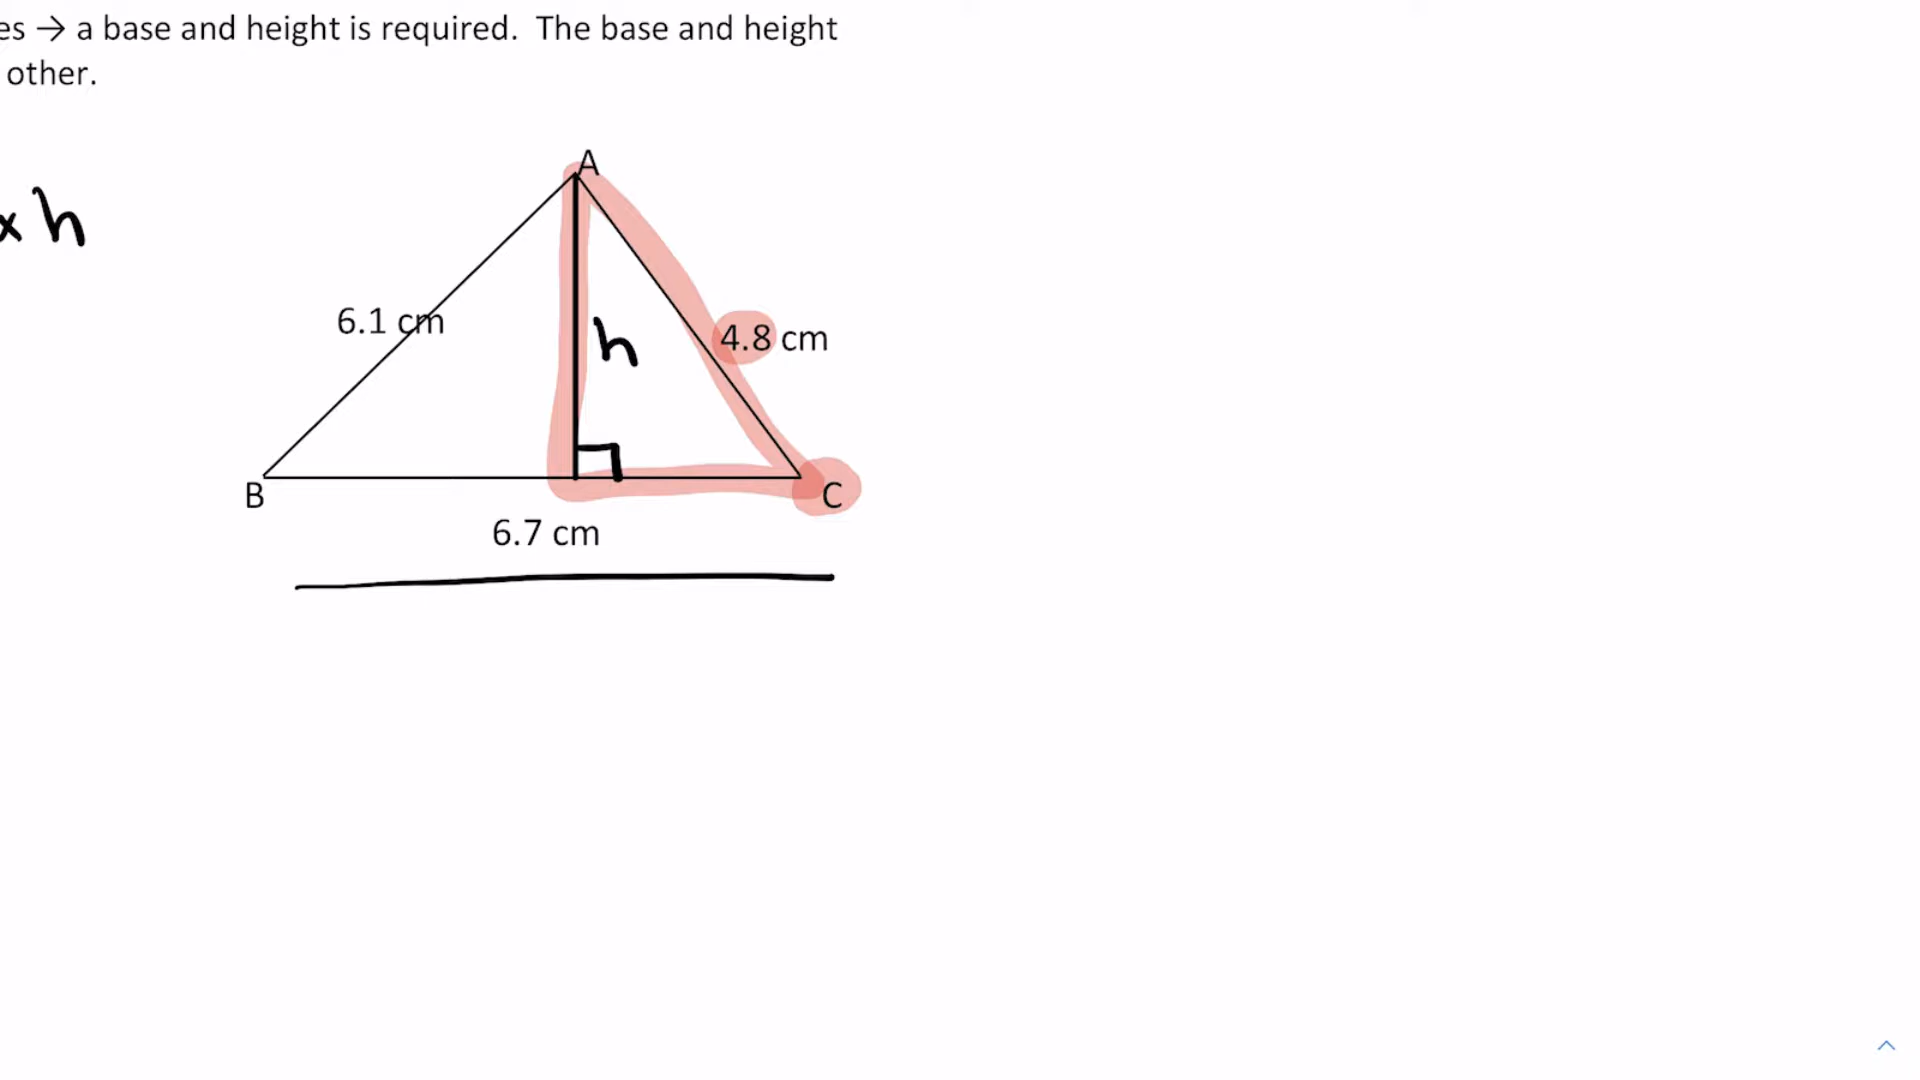 es → a base and height is required. The base and height
other.
A
x h
6.1 cm
h
4.8 cm
B
C
6.7 cm